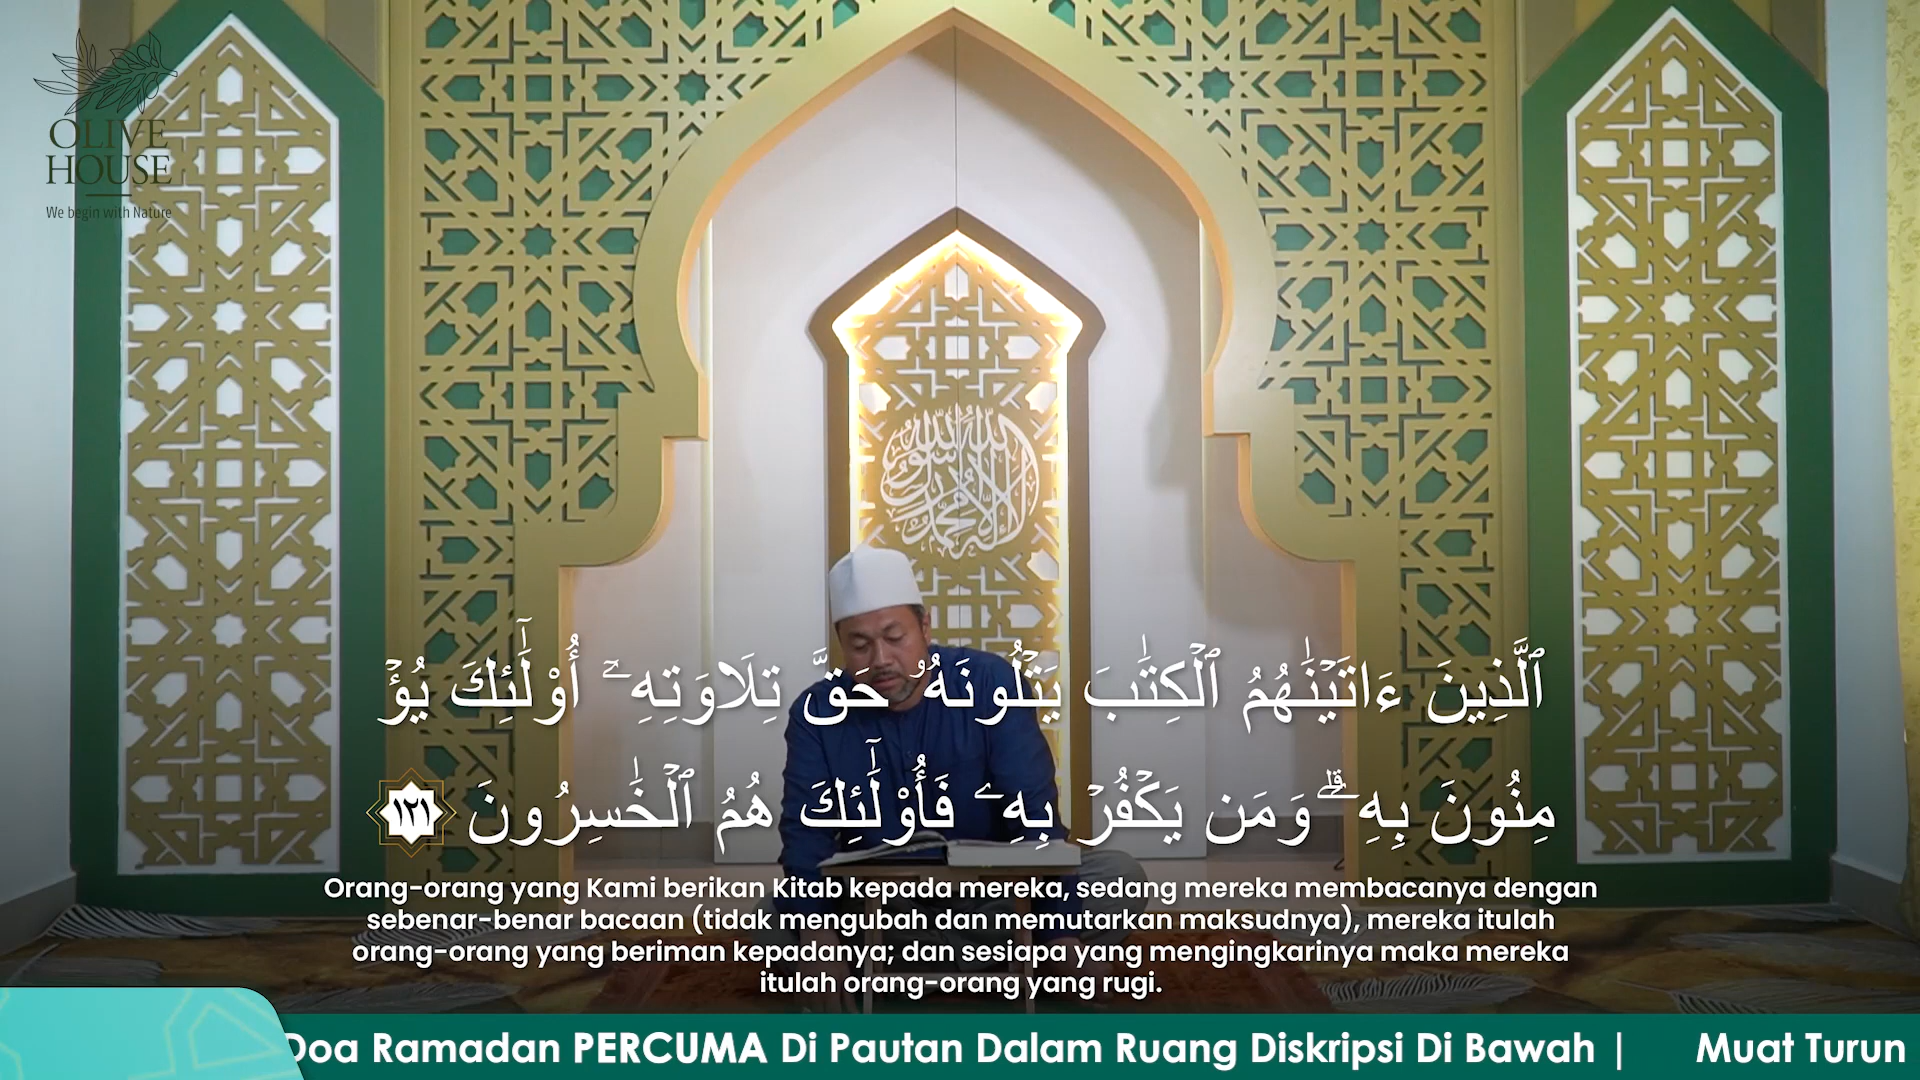 OLIVE
HOUSE
We begin with Nature
ٱلَّذِينَ ءَاتَيْنَٰهُمُ ٱلْكِتَٰبَ يَتْلُونَهُۥ حَقَّ تِلَاوَتِهِۦٓ أُو۟لَٰٓئِكَ يُؤْ
مِنُونَ بِهِۦ ۗ وَمَن يَكْفُرْ بِهِۦ فَأُو۟لَٰٓئِكَ هُمُ ٱلْخَٰسِرُونَ ١٢١
Orang-orang yang Kami berikan Kitab kepada mereka, sedang mereka membacanya dengan
sebenar-benar bacaan (tidak mengubah dan memutarkan maksudnya), mereka itulah
orang-orang yang beriman kepadanya; dan sesiapa yang mengingkarinya maka mereka
itulah orang-orang yang rugi.
Doa Ramadan PERCUMA Di Pautan Dalam Ruang Diskripsi Di Bawah | Muat Turun